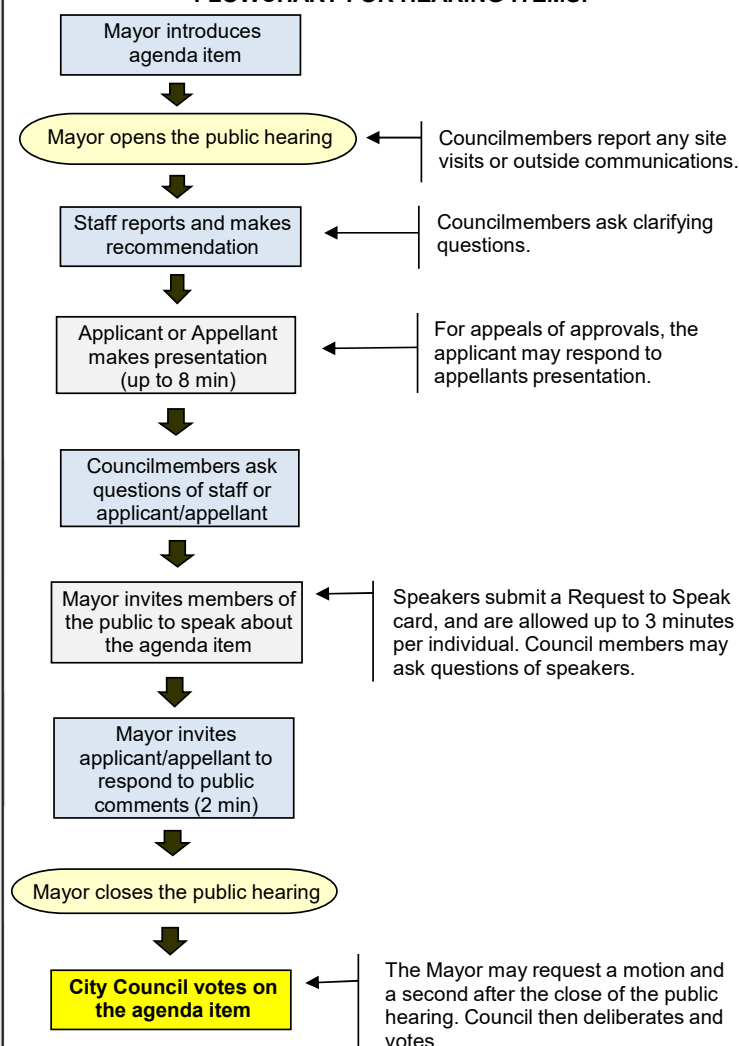 FLOWCHART FOR HEARING ITEMS:
Mayor introduces
agenda item
Mayor opens the public hearing
Councilmembers report any site
visits or outside communications.
Staff reports and makes
recommendation
Councilmembers ask clarifying
questions.
Applicant or Appellant
makes presentation
(up to 8 min)
For appeals of approvals, the
applicant may respond to
appellants presentation.
Councilmembers ask
questions of staff or
applicant/appellant
Mayor invites members of
the public to speak about
the agenda item
Speakers submit a Request to Speak
card, and are allowed up to 3 minutes
per individual. Council members may
ask questions of speakers.
Mayor invites
applicant/appellant to
respond to public
comments (2 min)
Mayor closes the public hearing
City Council votes on
the agenda item
The Mayor may request a motion and
a second after the close of the public
hearing. Council then deliberates and
votes